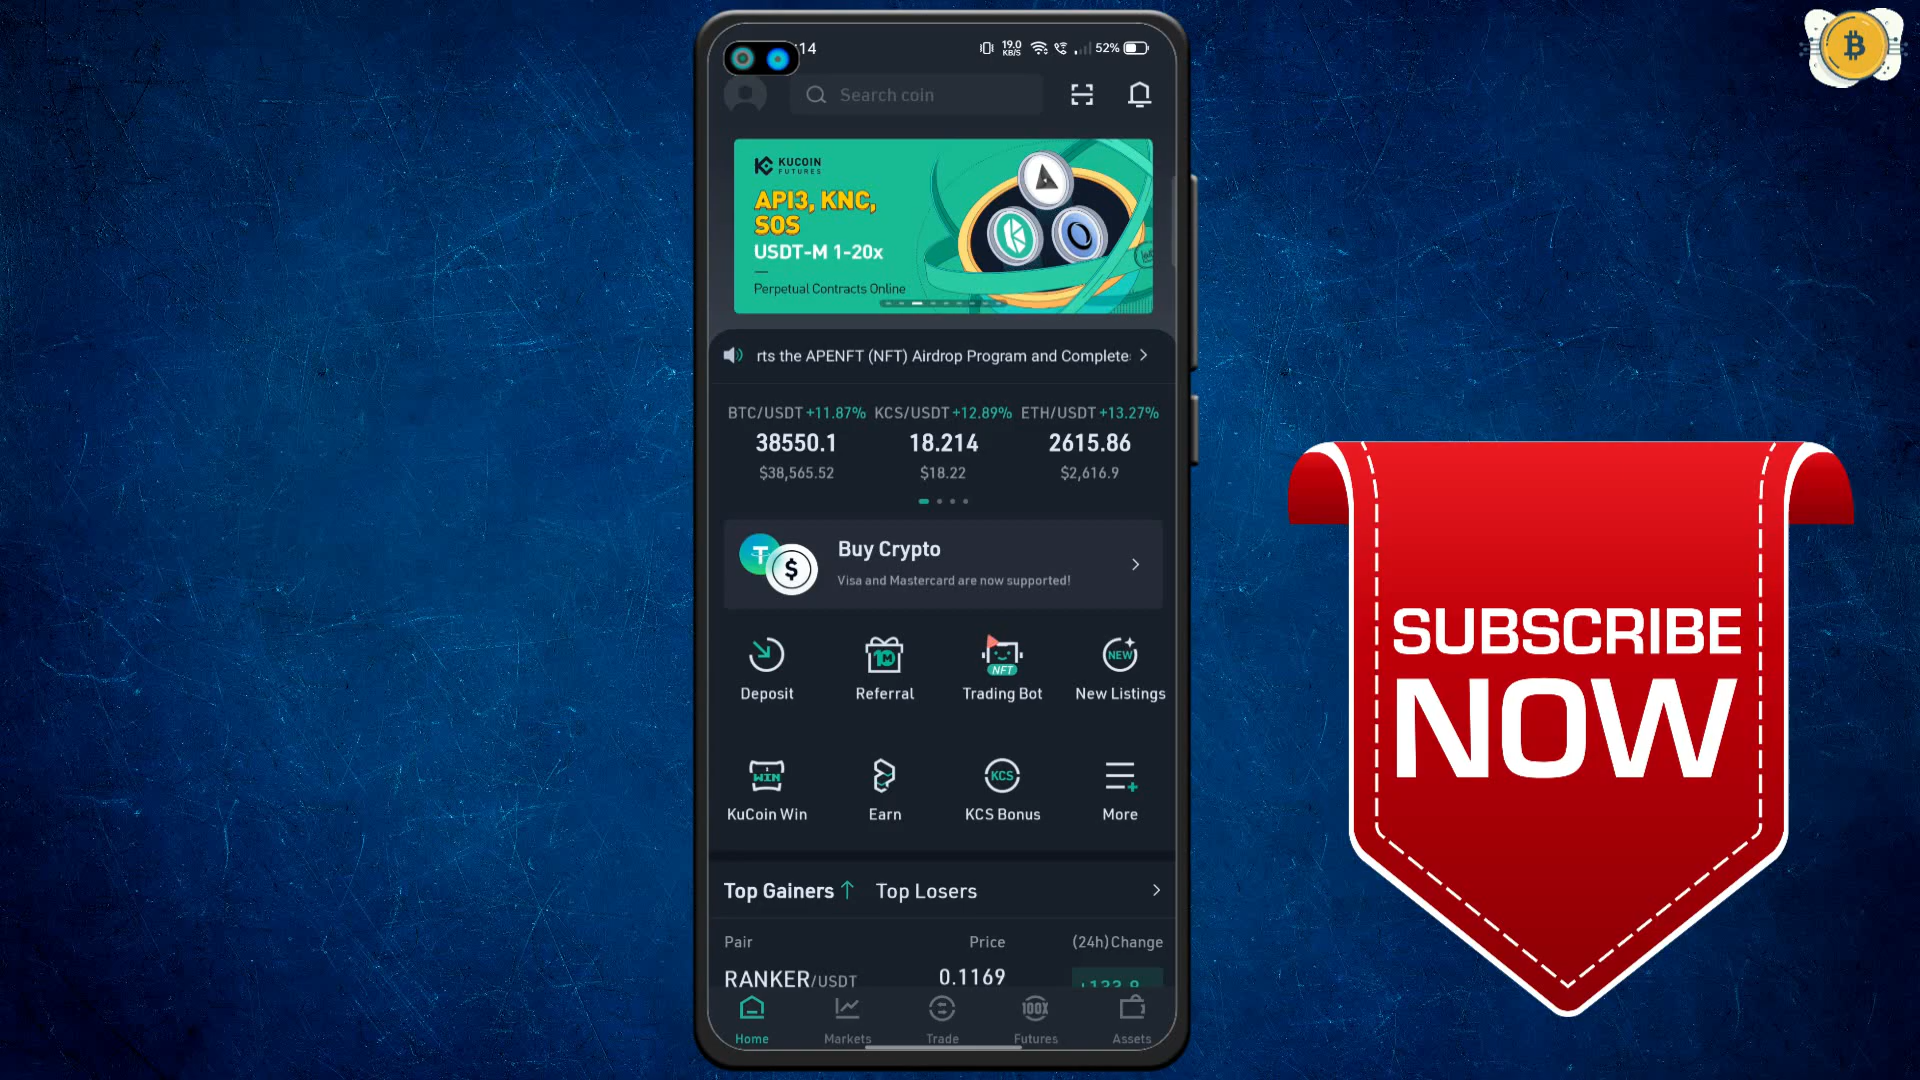 :14
19.0
KB/S
52%
Search coin
KUCOIN
FUTURES
API3, KNC,
SOS
USDT-M 1-20x
Perpetual Contracts Online
rts the APENFT (NFT) Airdrop Program and Complete
BTC/USDT +11.87% KCS/USDT +12.89% ETH/USDT +13.27%
38550.1 18.214 2615.86
$38,565.52 $18.22 $2,616.9
Buy Crypto
Visa and Mastercard are now supported!
10M
NFT
NEW
Deposit Referral Trading Bot New Listings
WIN
KCS
KuCoin Win Earn KCS Bonus More
Top Gainers Top Losers
Pair Price (24h)Change
RANKER/USDT 0.1169
100X
Home Markets Trade Futures Assets
SUBSCRIBE
NOW